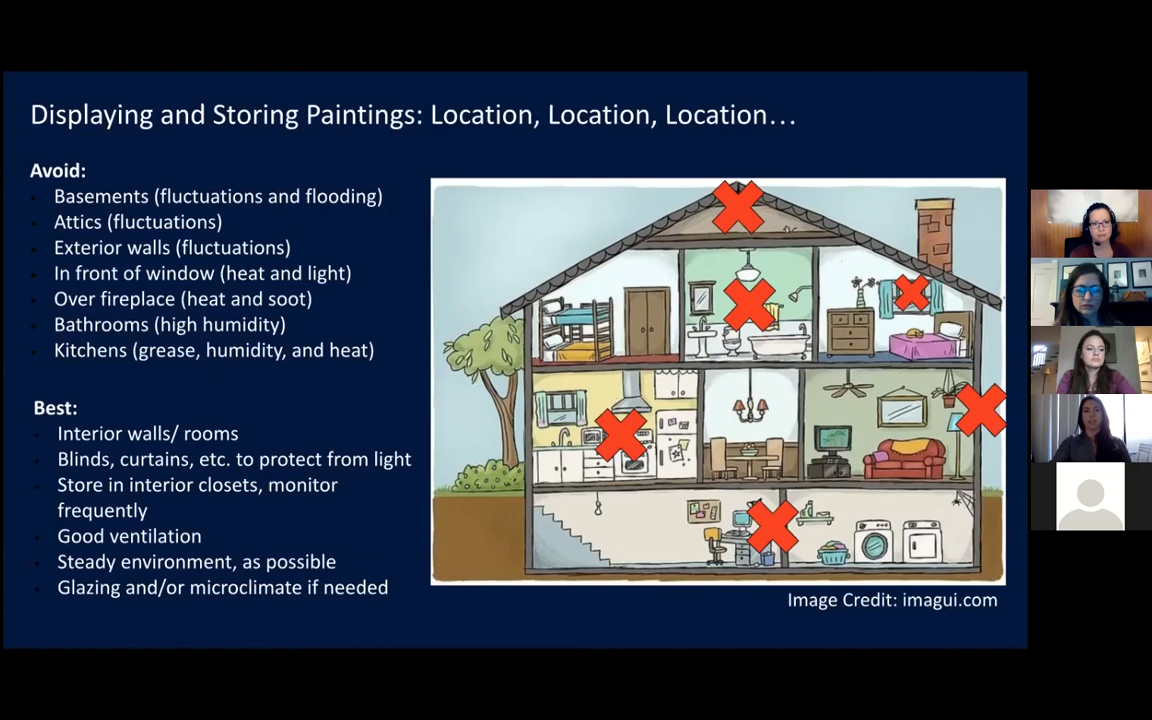 Displaying and Storing Paintings: Location, Location, Location...
Avoid:
Basements (fluctuations and flooding)
Attics (fluctuations)
Exterior walls (fluctuations)
In front of window (heat and light)
Over fireplace (heat and soot)
Bathrooms (high humidity)
Kitchens (grease, humidity, and heat)
Best:
Interior walls/ rooms
Blinds, curtains, etc. to protect from light
Store in interior closets, monitor
frequently
Good ventilation
Steady environment, as possible
Glazing and/or microclimate if needed
Image Credit: imagui.com